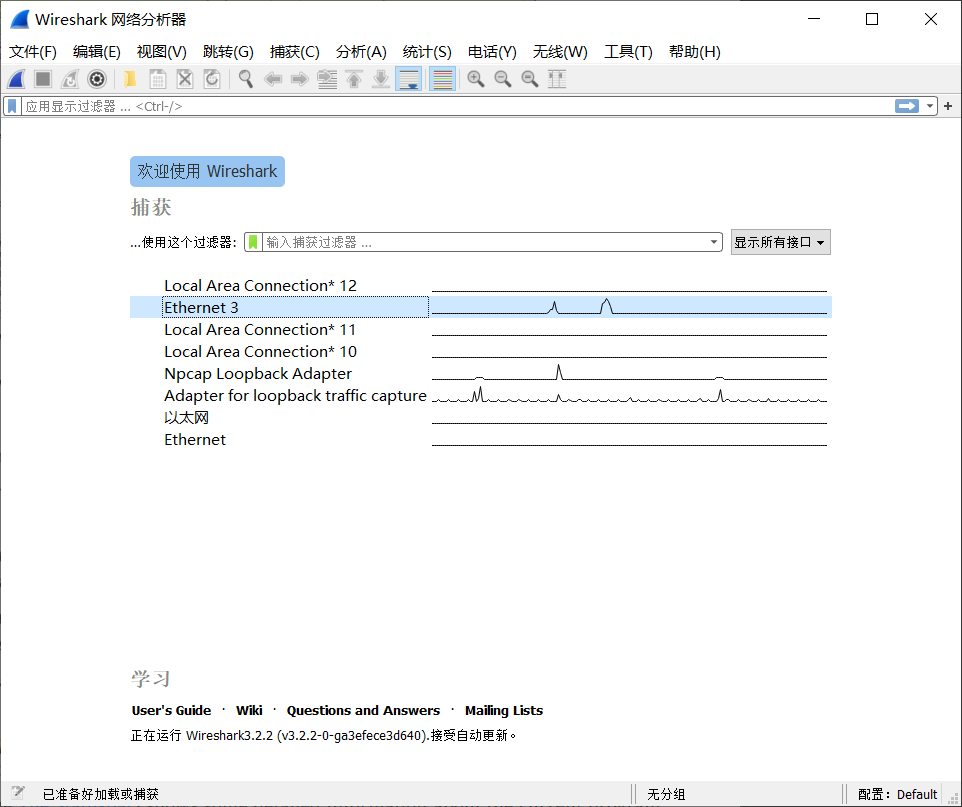 Wireshark 网络分析器
文件(F) 编辑(E) 视图(V) 跳转(G) 捕获(C) 分析(A) 统计(S) 电话(Y) 无线(W) 工具(T) 帮助(H)
应用显示过滤器 … <Ctrl-/>
欢迎使用 Wireshark
捕获
…使用这个过滤器: 输入捕获过滤器 … 显示所有接口
Local Area Connection* 12
Ethernet 3
Local Area Connection* 11
Local Area Connection* 10
Npcap Loopback Adapter
Adapter for loopback traffic capture
以太网
Ethernet
学习
User's Guide · Wiki · Questions and Answers · Mailing Lists
正在运行 Wireshark3.2.2 (v3.2.2-0-ga3efece3d640).接受自动更新。
已准备好加载或捕获 无分组 配置: Default